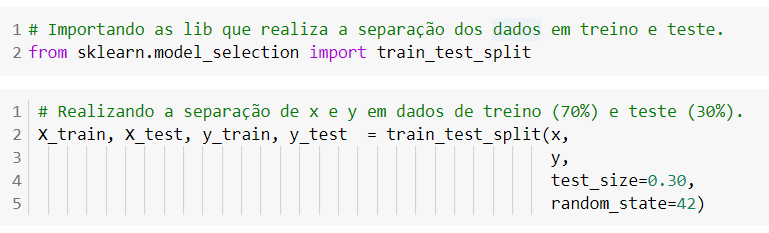 1 # Importando as lib que realiza a separação dos dados em treino e teste.
2 from sklearn.model_selection import train_test_split
1 # Realizando a separação de x e y em dados de treino (70%) e teste (30%).
2 X_train, X_test, y_train, y_test  = train_test_split(x,
3 y,
4 test_size=0.30,
5 random_state=42)